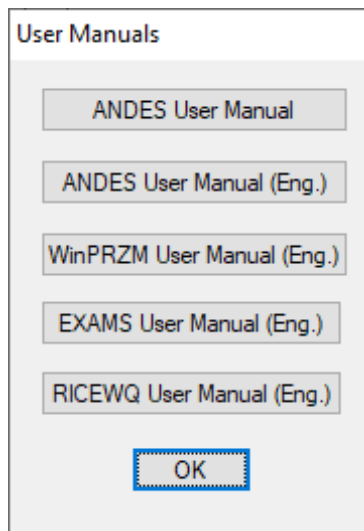 User Manuals
ANDES User Manual
ANDES User Manual (Eng.)
WinPRZM User Manual (Eng.)
EXAMS User Manual (Eng.)
RICEWQ User Manual (Eng.)
OK